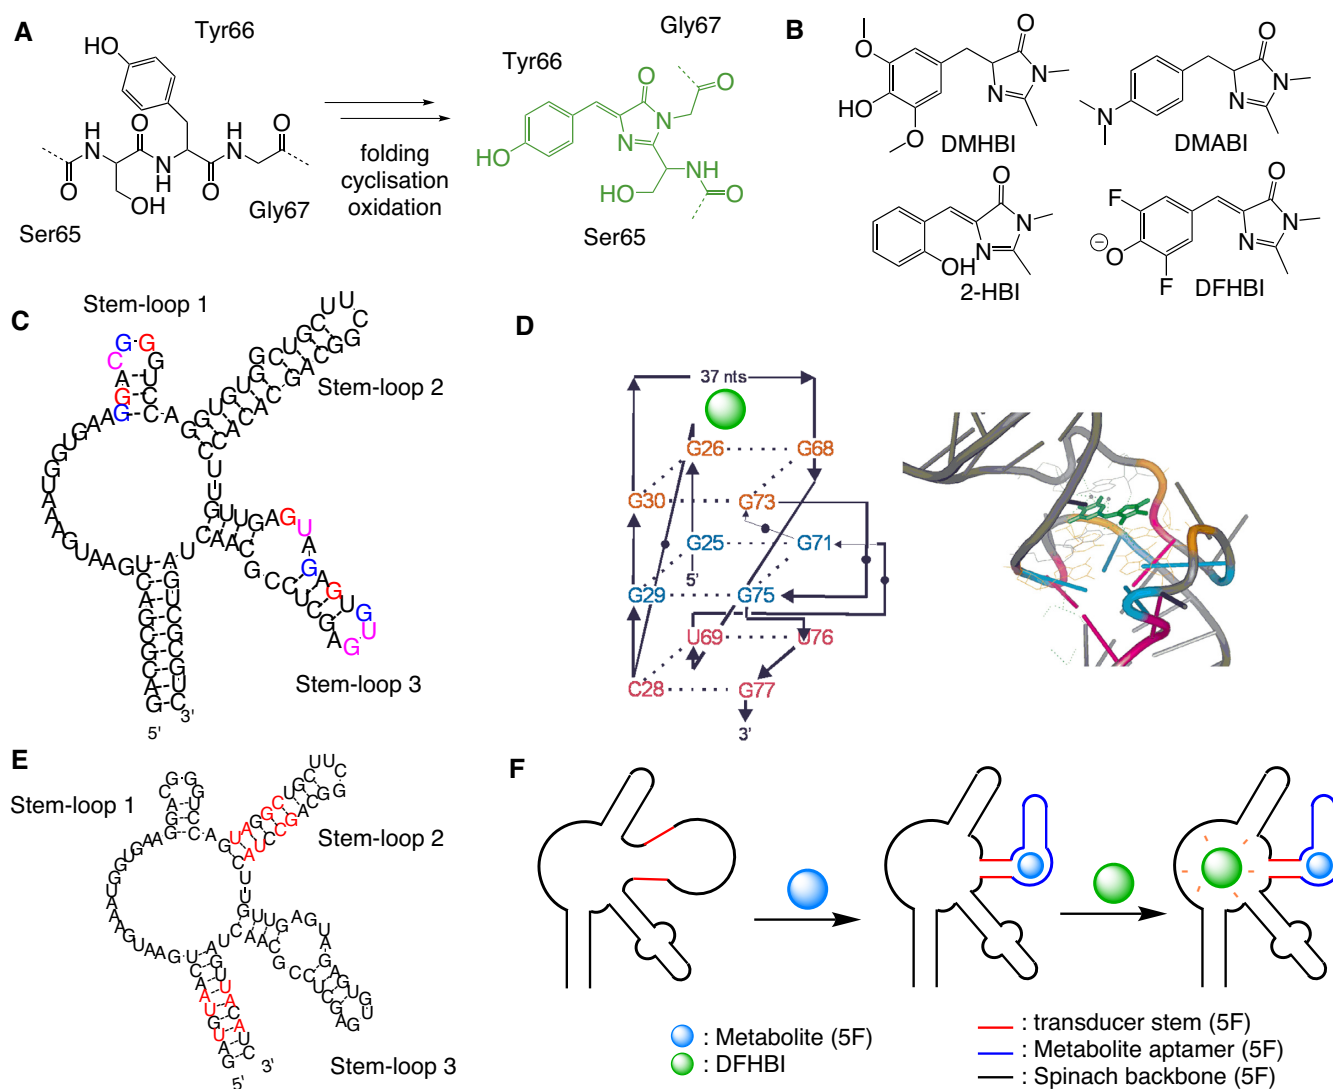 A
Tyr66
HO
H
N
O
O
N
H
O
HN
O
OH
Ser65
Gly67
folding
cyclisation
oxidation
Tyr66
Gly67
O
O
N
N
HO
HO
NH
O
Ser65
B
O
O
N
N
HO
O
DMHBI
O
N
N
N
DMABI
O
N
N
OH
2-HBI
O
F
N
N
O
F
DFHBI
C
Stem-loop 1
Stem-loop 2
Stem-loop 3
5'
3'
D
37 nts
G26
G68
G30
G73
G25
G71
5'
G29
G75
U69
U76
C28
G77
3'
E
Stem-loop 1
Stem-loop 2
Stem-loop 3
5'
3'
F
: Metabolite (5F)
: DFHBI
: transducer stem (5F)
: Metabolite aptamer (5F)
: Spinach backbone (5F)